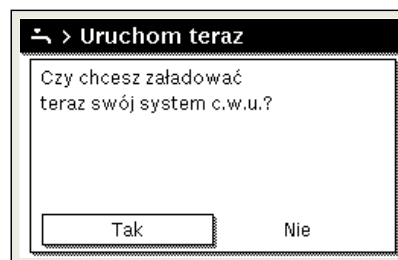 > Uruchom teraz
Czy chcesz załadować
teraz swój system c.w.u.?
Tak
Nie